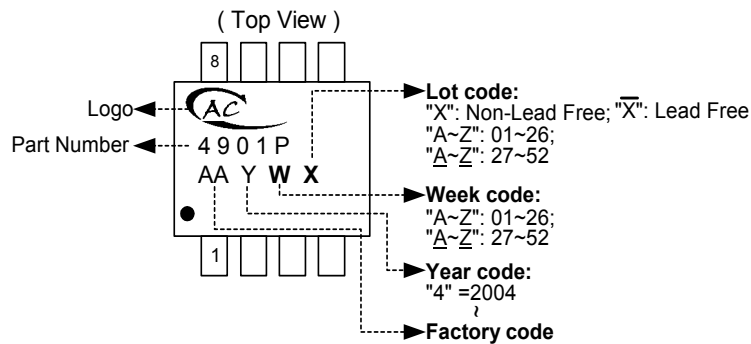 ( Top View )
8
AC
Logo
Part Number
4901P
AA Y W X
1
Lot code:
"X": Non-Lead Free; "X̅": Lead Free
"A~Z": 01~26;
"A̲~Z̲": 27~52
Week code:
"A~Z": 01~26;
"A̲~Z̲": 27~52
Year code:
"4" =2004
~
Factory code